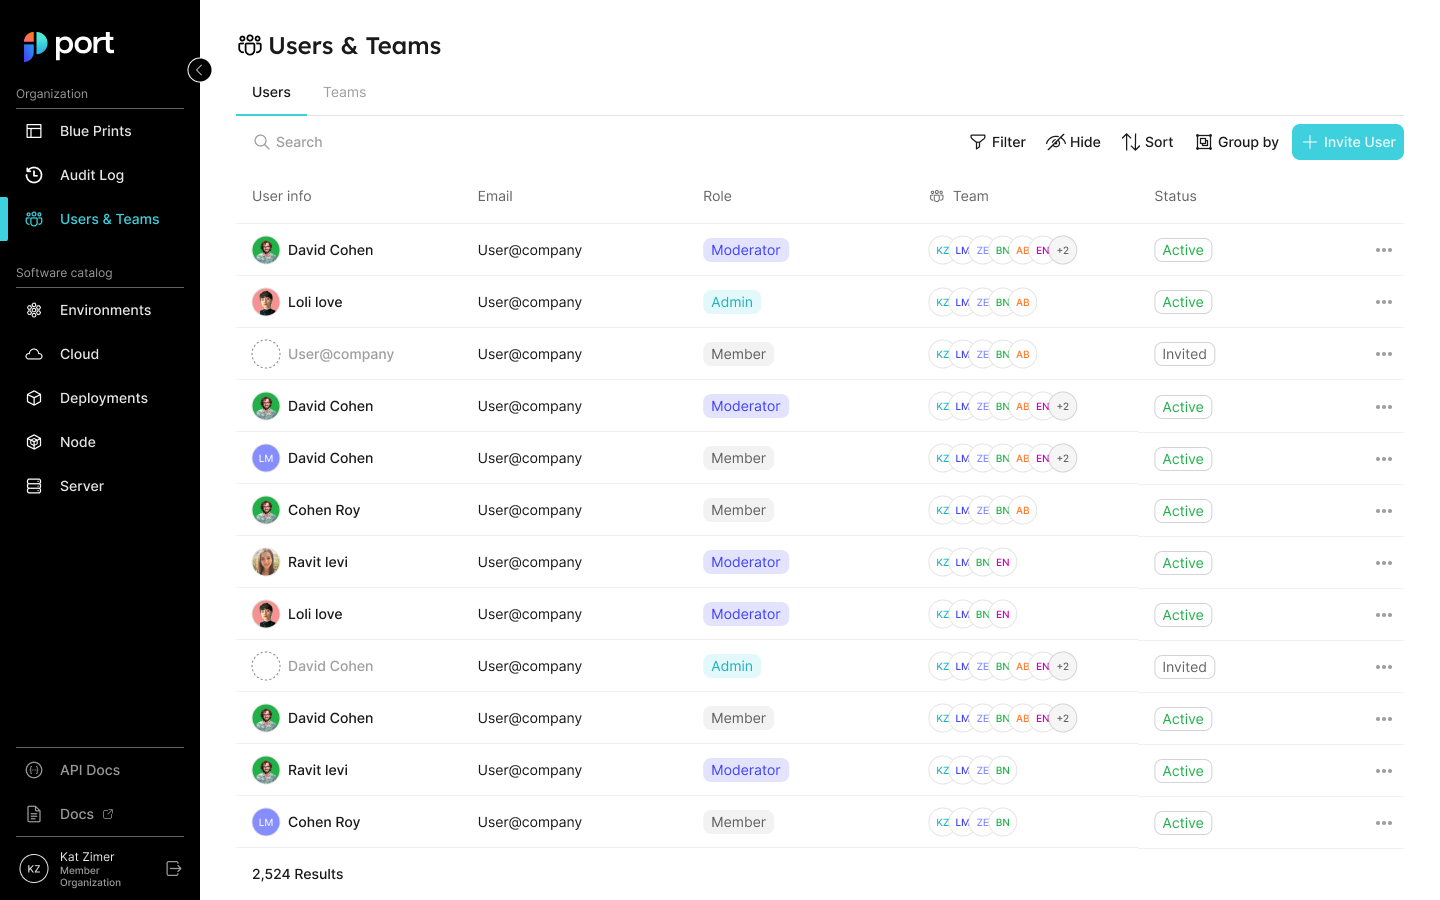 port
Users & Teams
Organization
Blue Prints
Audit Log
Users & Teams
Software catalog
Environments
Cloud
Deployments
Node
Server
API Docs
Docs
KZ Kat Zimer
Member
Organization
Users Teams
Search Filter Hide Sort Group by Invite User
User info Email Role Team Status
David Cohen User@company Moderator KZ LM ZE BN AB EN +2 Active
Loli love User@company Admin KZ LM ZE BN AB Active
User@company User@company Member KZ LM ZE BN AB Invited
David Cohen User@company Moderator KZ LM ZE BN AB EN +2 Active
LM David Cohen User@company Member KZ LM ZE BN AB EN +2 Active
Cohen Roy User@company Member KZ LM ZE BN AB Active
Ravit levi User@company Moderator KZ LM BN EN Active
Loli love User@company Moderator KZ LM BN EN Active
David Cohen User@company Admin KZ LM ZE BN AB EN +2 Invited
David Cohen User@company Member KZ LM ZE BN AB EN +2 Active
Ravit levi User@company Moderator KZ LM ZE BN Active
LM Cohen Roy User@company Member KZ LM ZE BN Active
2,524 Results